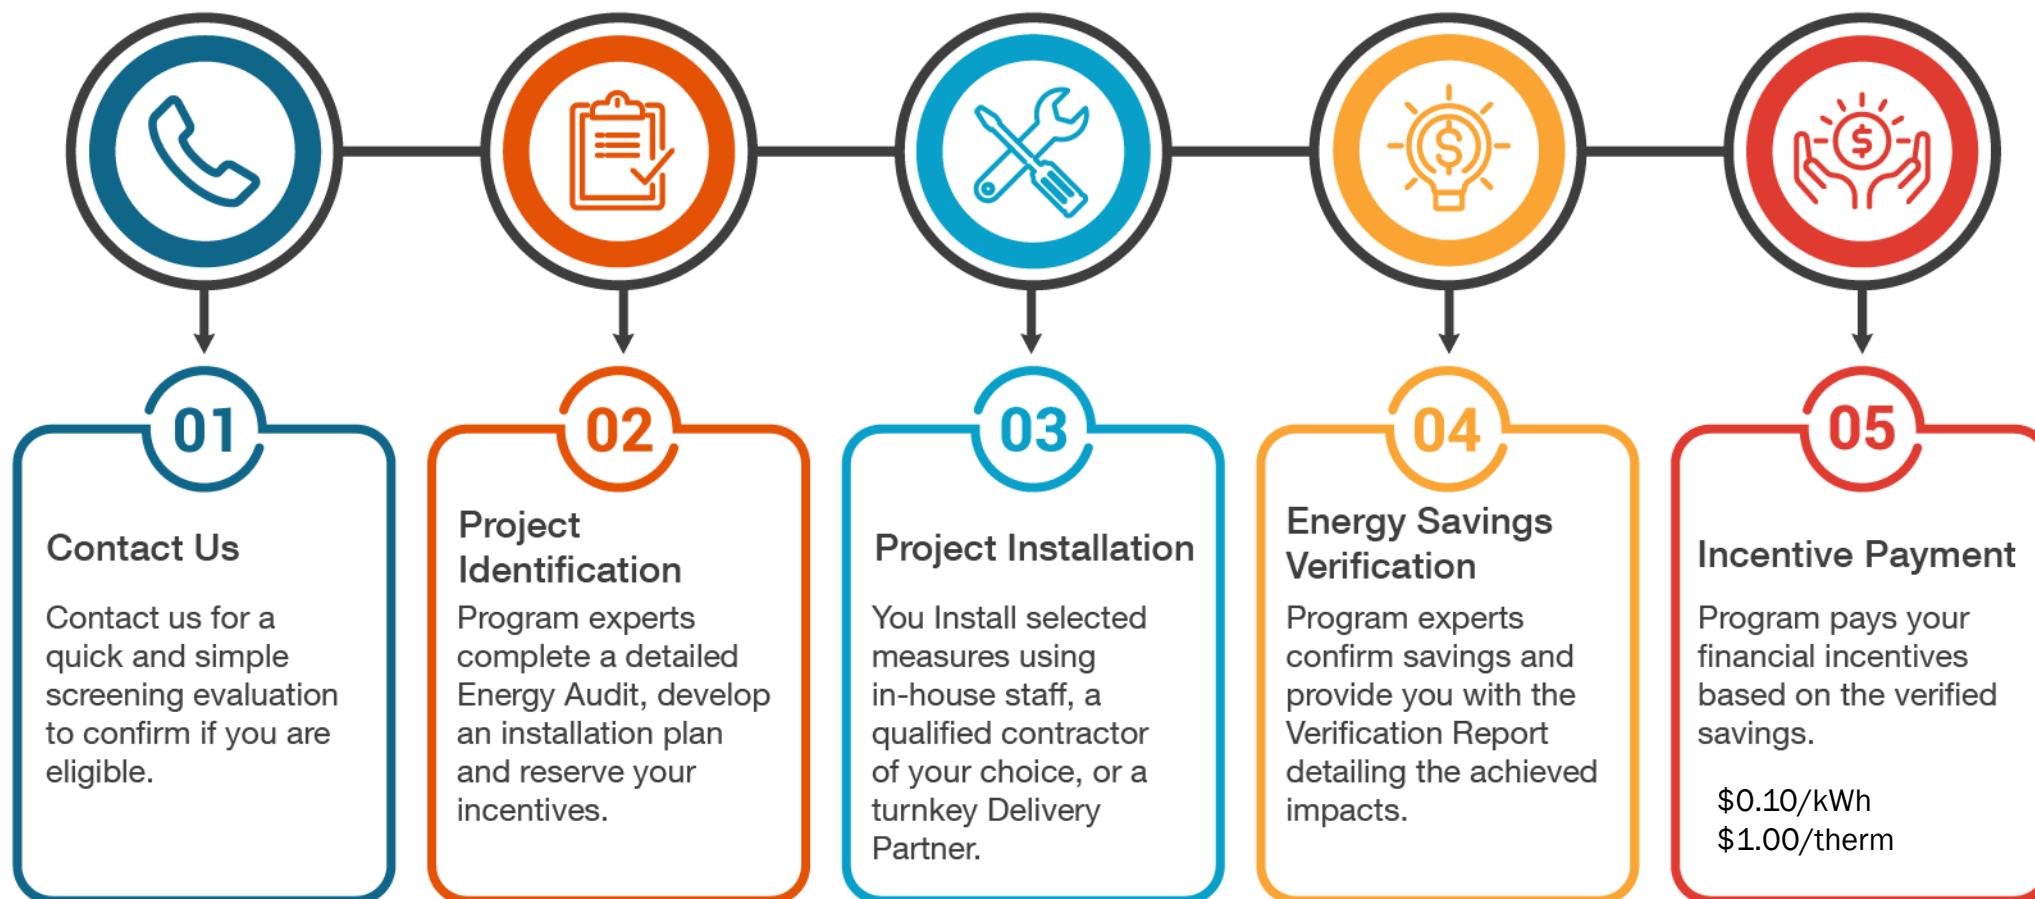 01
Contact Us
Contact us for a
quick and simple
screening evaluation
to confirm if you are
eligible.
02
Project
Identification
Program experts
complete a detailed
Energy Audit, develop
an installation plan
and reserve your
incentives.
03
Project Installation
You Install selected
measures using
in-house staff, a
qualified contractor
of your choice, or a
turnkey Delivery
Partner.
04
$
Energy Savings
Verification
Program experts
confirm savings and
provide you with the
Verification Report
detailing the achieved
impacts.
05
$
Incentive Payment
Program pays your
financial incentives
based on the verified
savings.
$0.10/kWh
$1.00/therm